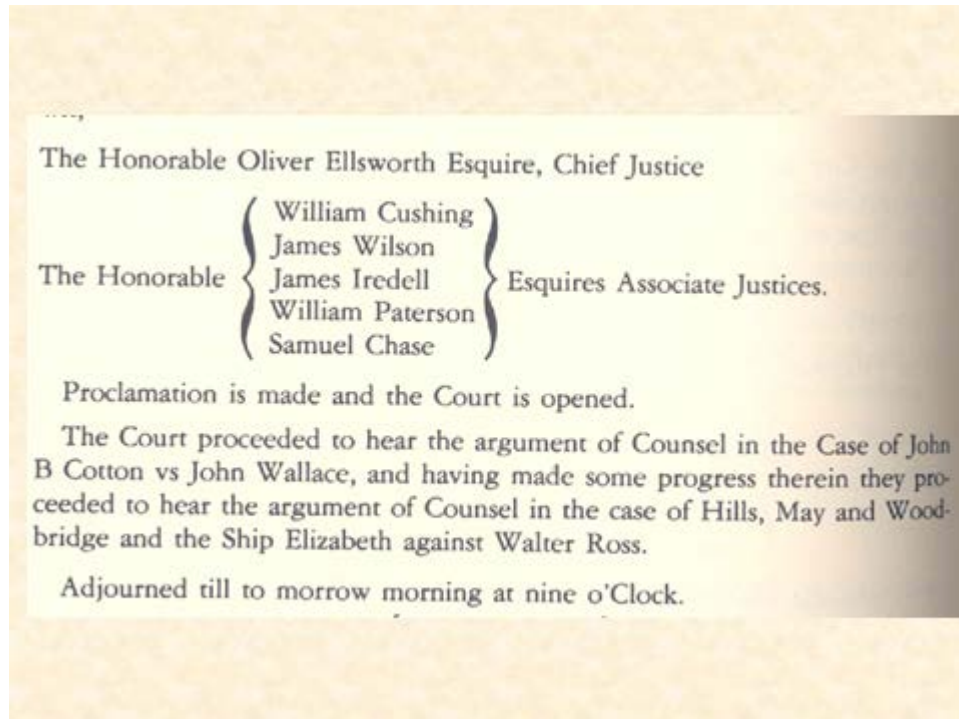 The Honorable Oliver Ellsworth Esquire, Chief Justice
The Honorable
William Cushing
James Wilson
James Iredell
William Paterson
Samuel Chase
Esquires Associate Justices.
Proclamation is made and the Court is opened.
The Court proceeded to hear the argument of Counsel in the Case of John
B Cotton vs John Wallace, and having made some progress therein they pro-
ceeded to hear the argument of Counsel in the case of Hills, May and Wood-
bridge and the Ship Elizabeth against Walter Ross.
Adjourned till to morrow morning at nine o'Clock.